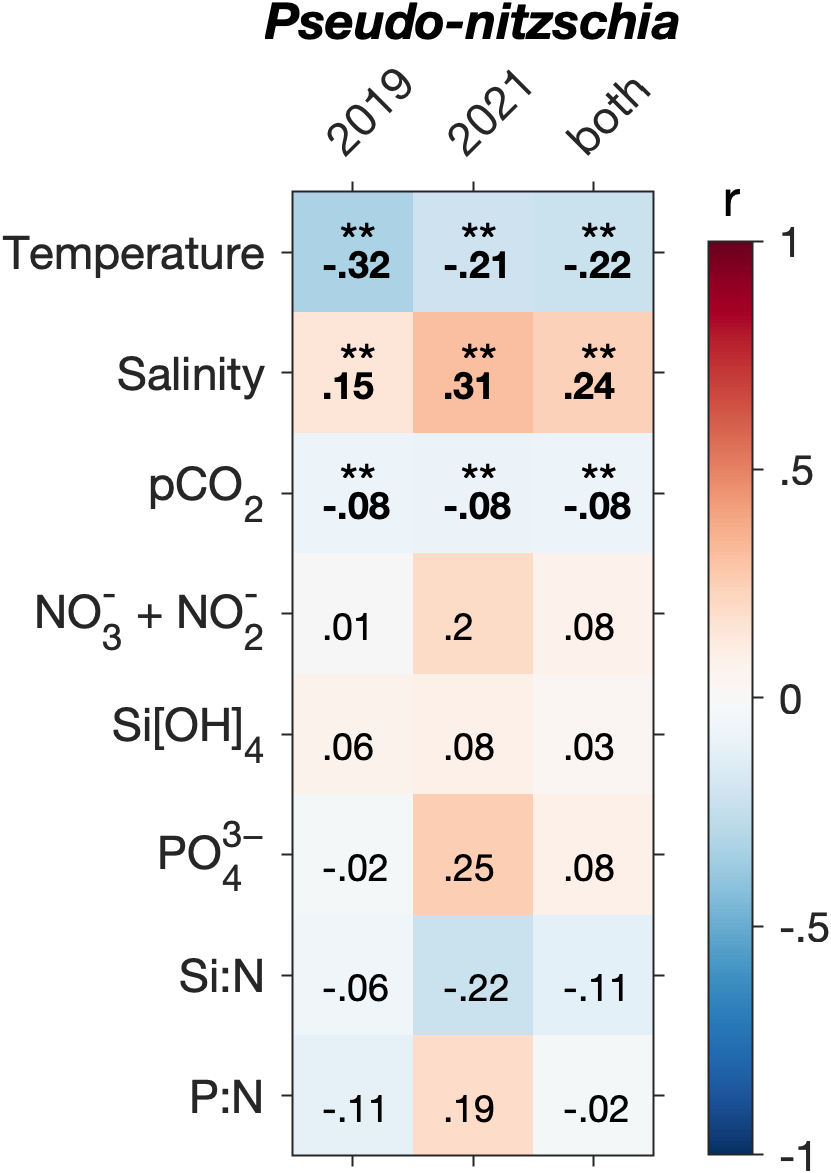 Pseudo-nitzschia
2019 2021 both
r
Temperature ** -.32 ** -.21 ** -.22
Salinity ** .15 ** .31 ** .24
pCO₂ ** -.08 ** -.08 ** -.08
NO₃⁻ + NO₂⁻ .01 .2 .08
Si[OH]₄ .06 .08 .03
PO₄³⁻ -.02 .25 .08
Si:N -.06 -.22 -.11
P:N -.11 .19 -.02
1
.5
0
-.5
-1